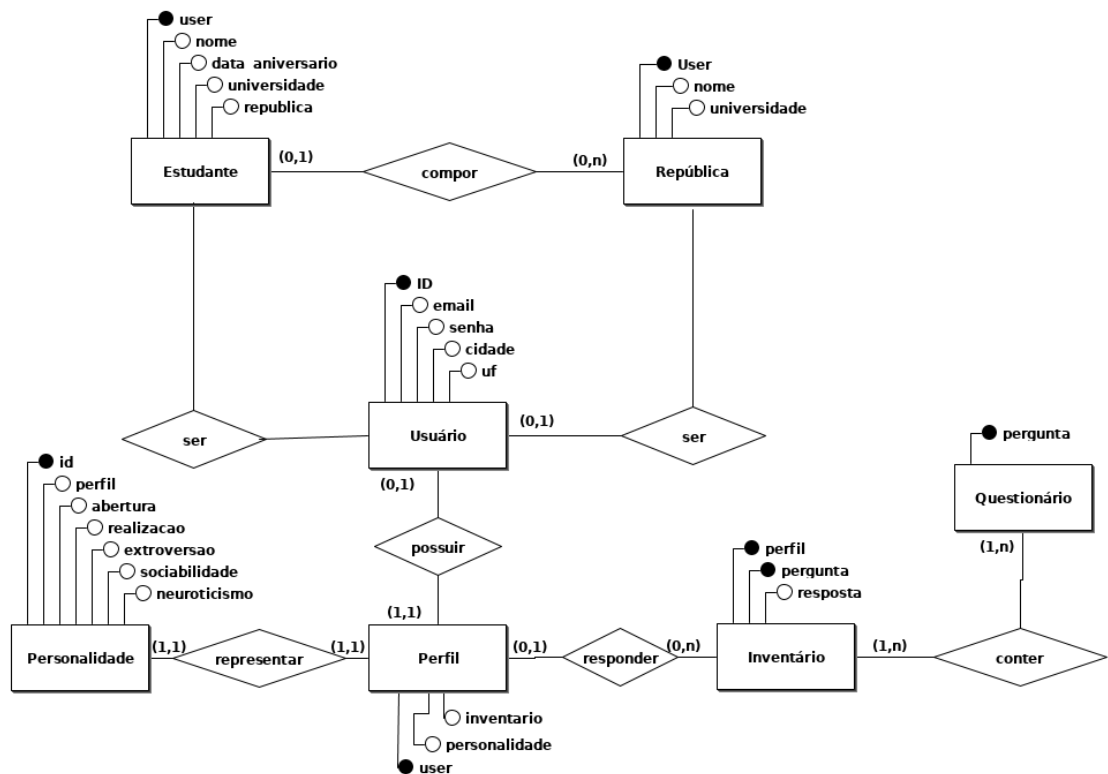 user
nome
data_aniversario
universidade
republica
Estudante
(0,1)
compor
(0,n)
User
nome
universidade
República
ser
ID
email
senha
cidade
uf
Usuário
(0,1)
ser
(0,1)
possuir
(1,1)
id
perfil
abertura
realizacao
extroversao
sociabilidade
neuroticismo
Personalidade
(1,1)
representar
(1,1)
Perfil
inventário
personalidade
user
(0,1)
responder
(0,n)
perfil
pergunta
resposta
Inventário
(1,n)
conter
pergunta
Questionário
(1,n)